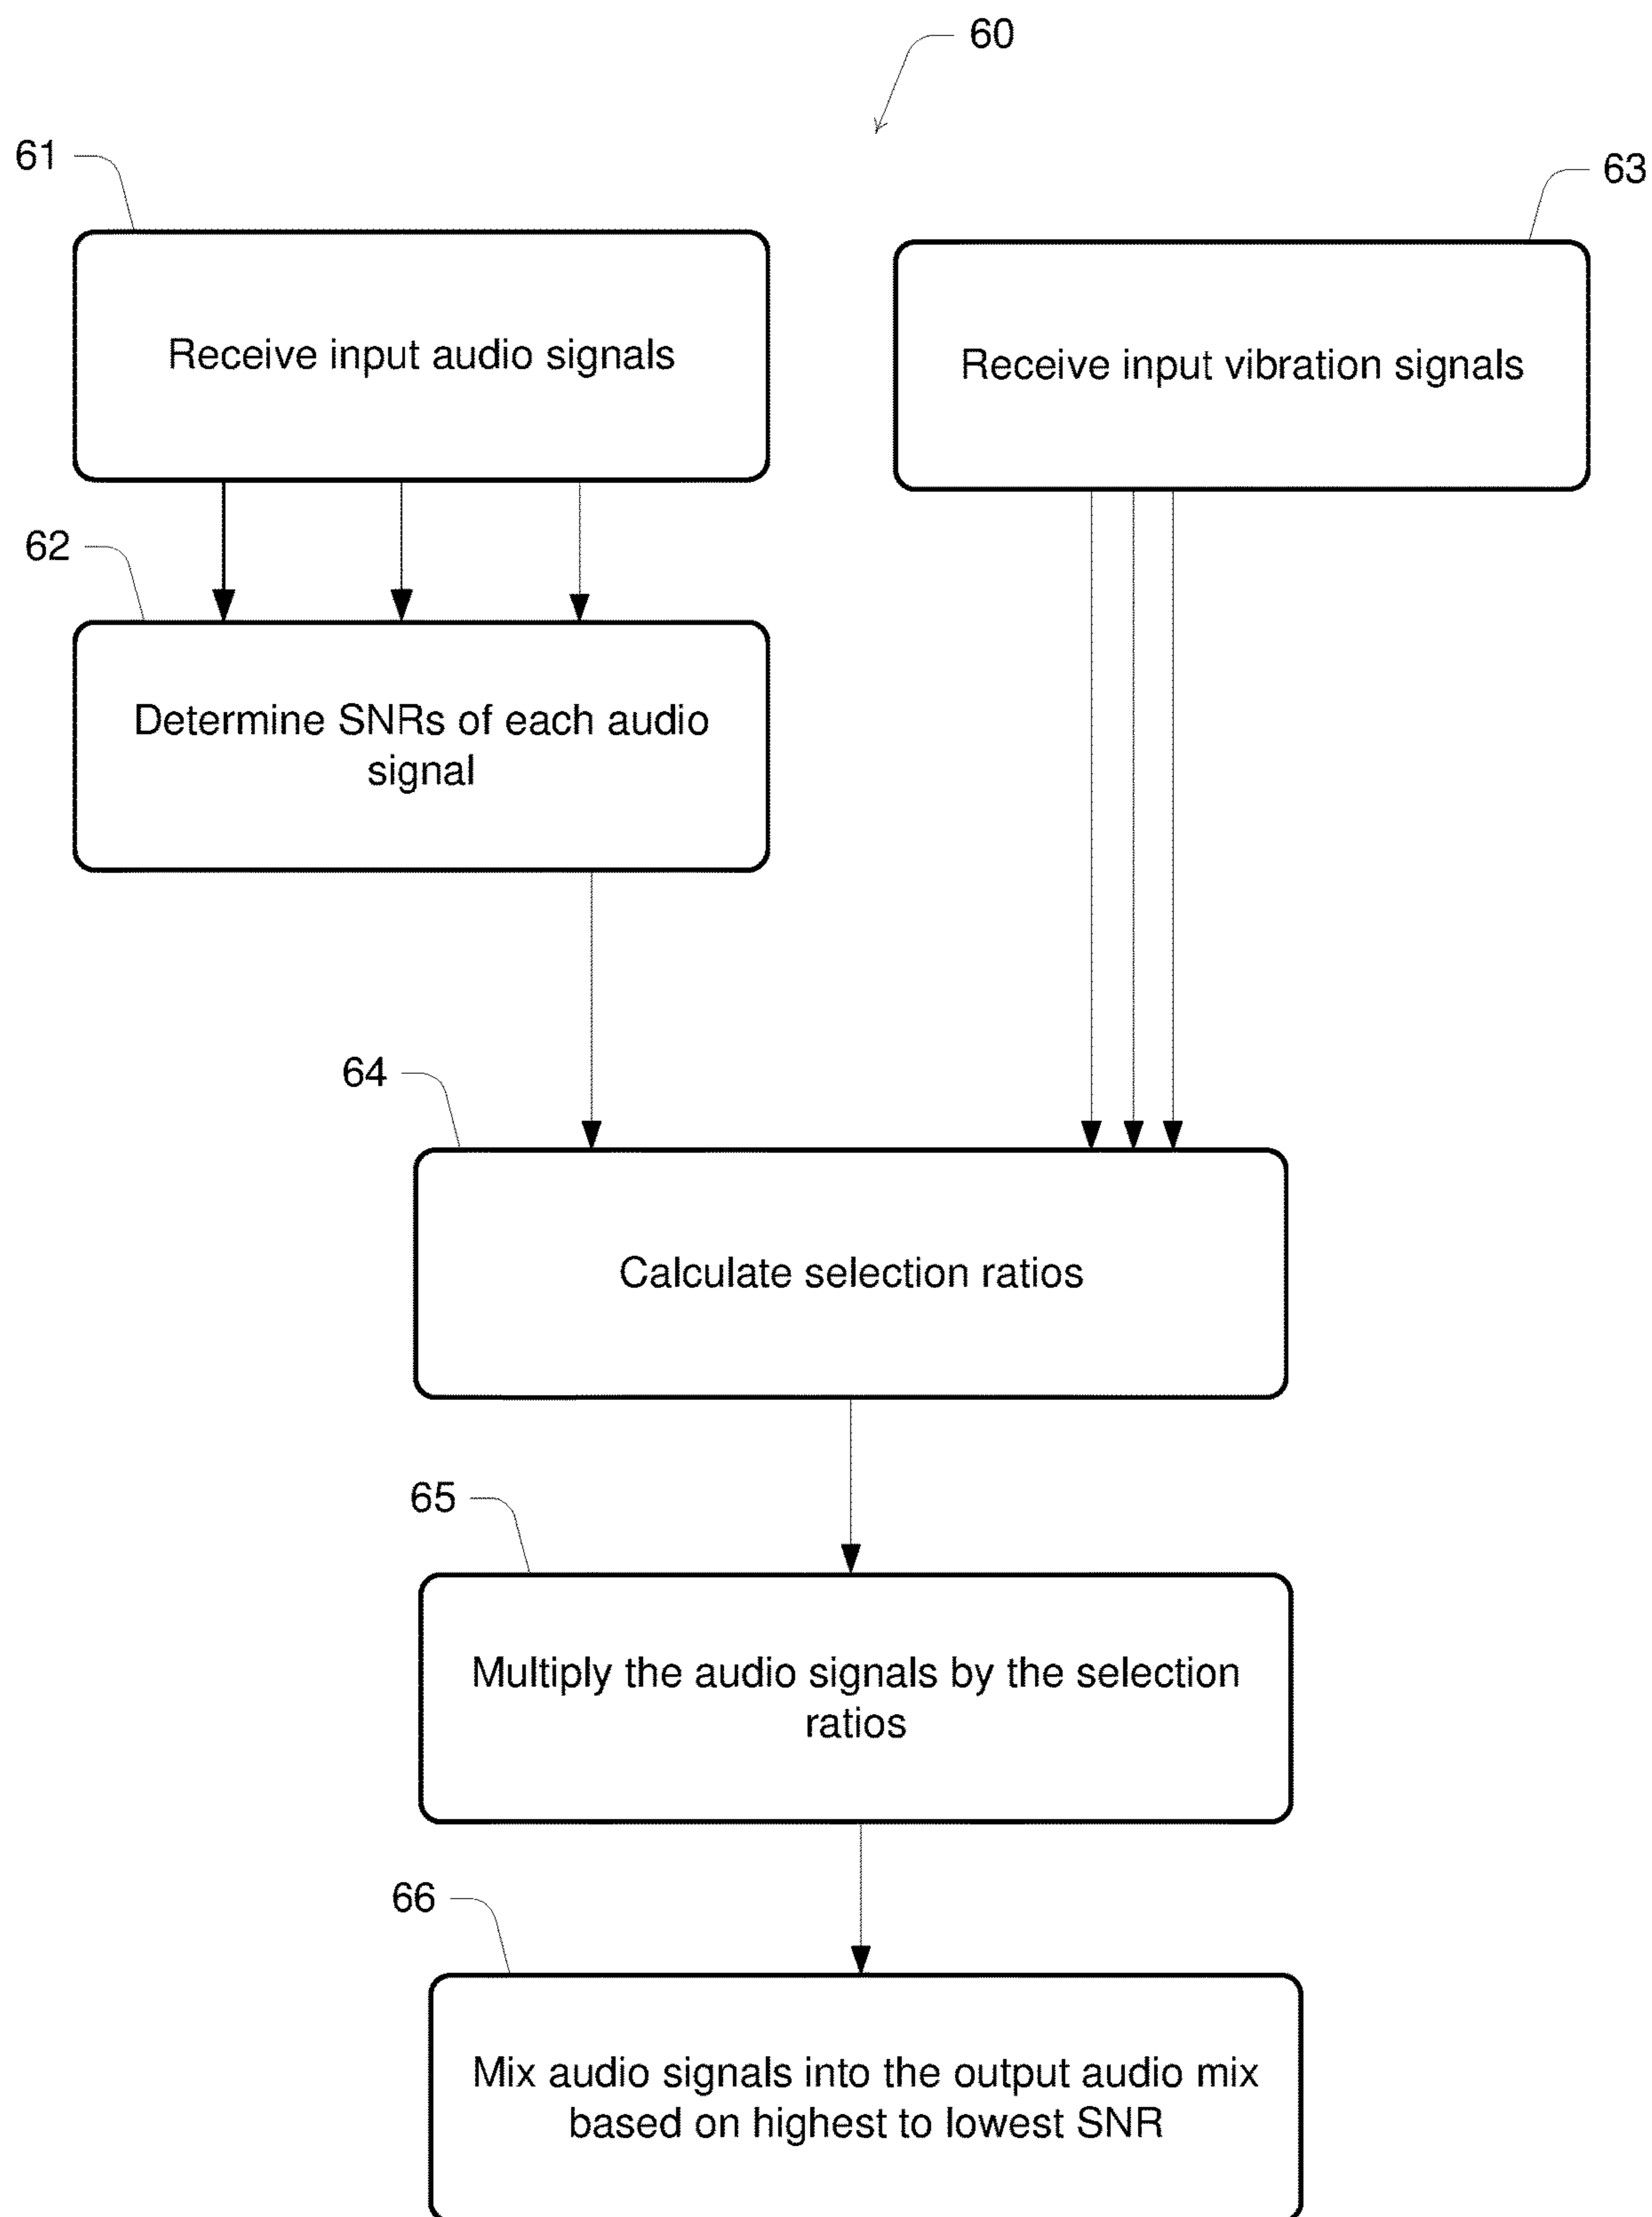 60
61
63
Receive input audio signals
Receive input vibration signals
62
Determine SNRs of each audio
signal
64
Calculate selection ratios
65
Multiply the audio signals by the selection
ratios
66
Mix audio signals into the output audio mix
based on highest to lowest SNR